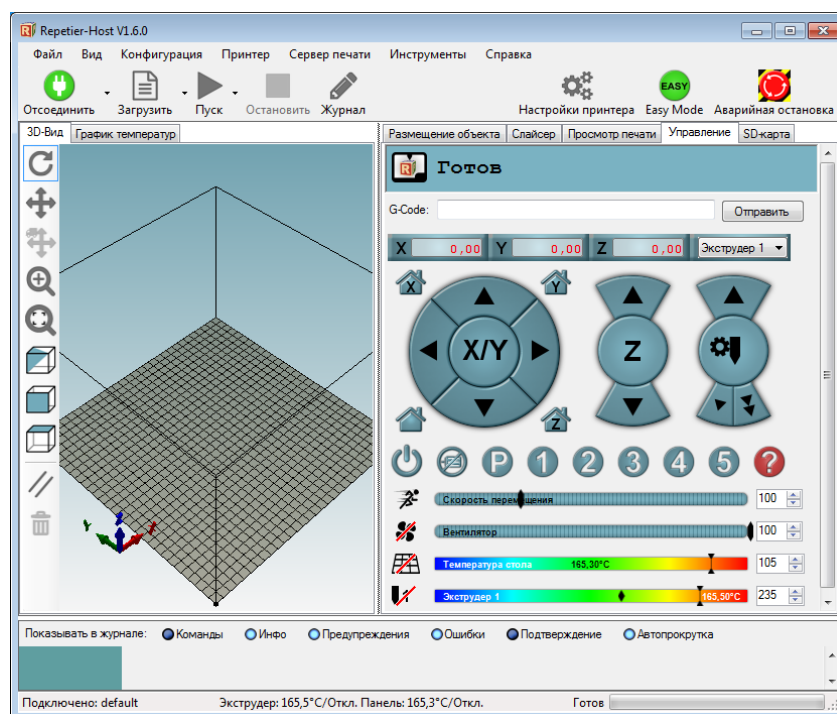 Repetier-Host V1.6.0
Файл Вид Конфигурация Принтер Сервер печати Инструменты Справка
Отсоединить Загрузить Пуск Остановить Журнал Настройки принтера Easy Mode Аварийная остановка
EASY
3D-Вид График температур
Размещение объекта Слайсер Просмотр печати Управление SD-карта
Готов
G-Code: Отправить
X 0,00 Y 0,00 Z 0,00 Экструдер 1
X Y
X/Y Z
Z
P 1 2 3 4 5 ?
Скорость перемещения 100
Вентилятор 100
Температура стола 165,30°C 105
1 Экструдер 1 165,50°C 235
Y Z X
Показывать в журнале: Команды Инфо Предупреждения Ошибки Подтверждение Автопрокрутка
Подключено: default Экструдер: 165,5°C/Откл. Панель: 165,3°C/Откл. Готов